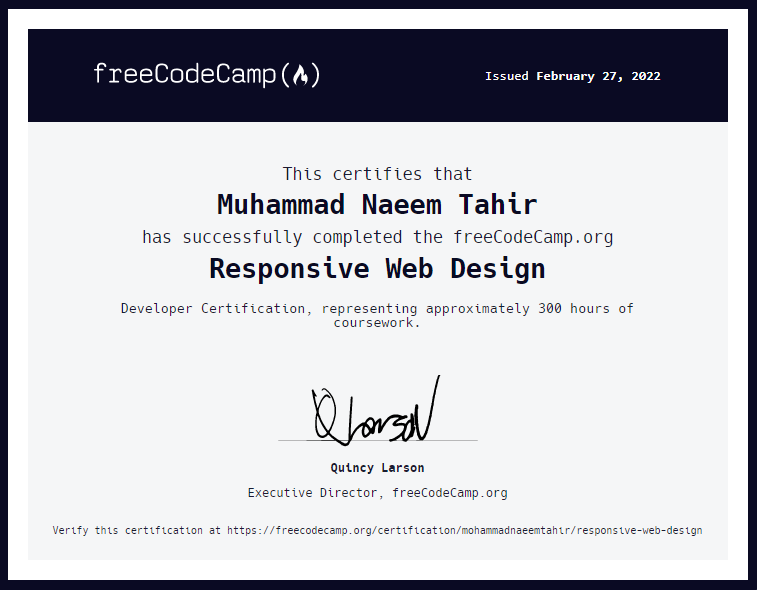 freeCodeCamp
Issued February 27, 2022
This certifies that
Muhammad Naeem Tahir
has successfully completed the freeCodeCamp.org
Responsive Web Design
Developer Certification, representing approximately 300 hours of
coursework.
Q Larson
Quincy Larson
Executive Director, freeCodeCamp.org
Verify this certification at https://freecodecamp.org/certification/mohammadnaeemtahir/responsive-web-design